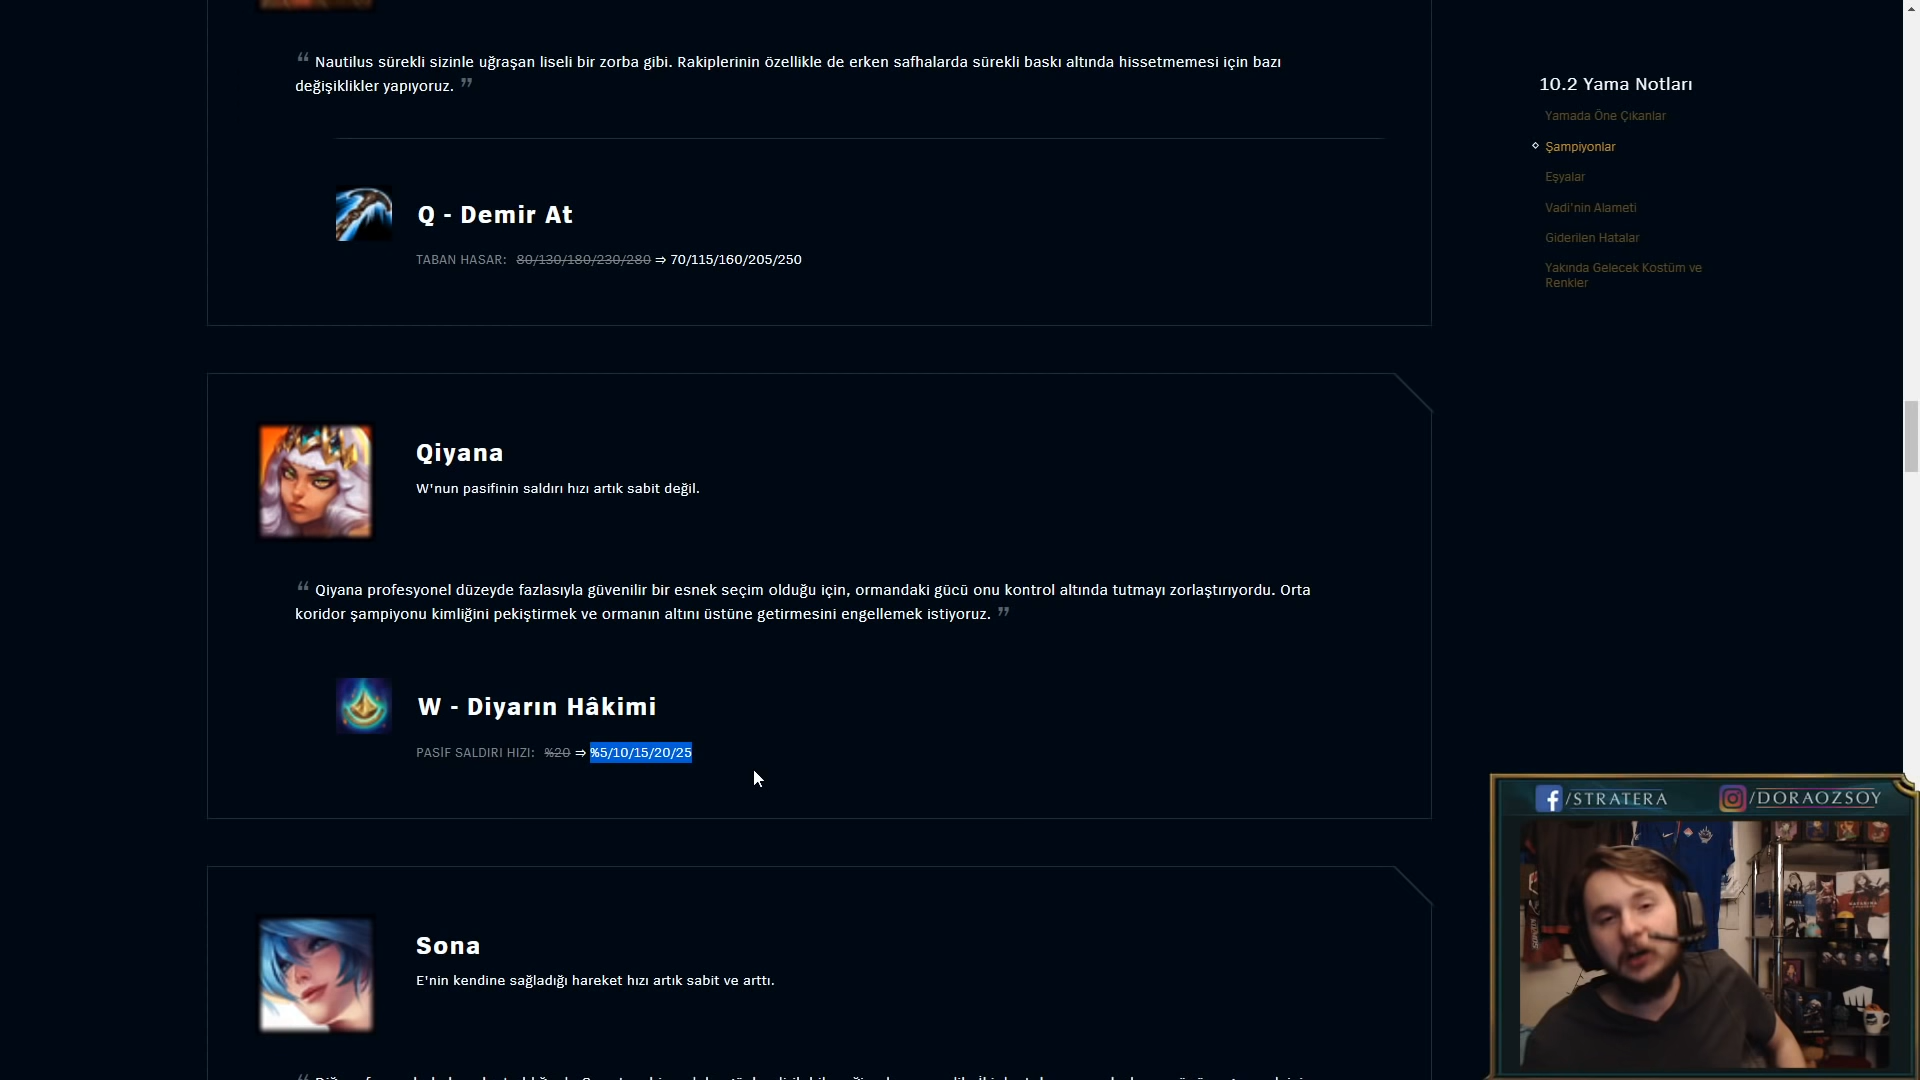 “ Nautilus sürekli sizinle uğraşan liseli bir zorba gibi. Rakiplerinin özellikle de erken safhalarda sürekli baskı altında hissetmemesi için bazı
değişiklikler yapıyoruz. ”
Q - Demir At
TABAN HASAR: 80/130/180/230/280 ⇒ 70/115/160/205/250
Qiyana
W'nun pasifinin saldırı hızı artık sabit değil.
“ Qiyana profesyonel düzeyde fazlasıyla güvenilir bir esnek seçim olduğu için, ormandaki gücü onu kontrol altında tutmayı zorlaştırıyordu. Orta
koridor şampiyonu kimliğini pekiştirmek ve ormanın altını üstüne getirmesini engellemek istiyoruz. ”
W - Diyarın Hâkimi
PASİF SALDIRI HIZI: %20 ⇒ %5/10/15/20/25
Sona
E'nin kendine sağladığı hareket hızı artık sabit ve arttı.
10.2 Yama Notları
Yamada Öne Çıkanlar
Şampiyonlar
Eşyalar
Vadi'nin Alameti
Giderilen Hatalar
Yakında Gelecek Kostüm ve
Renkler
/STRATERA
/DORAOZSOY